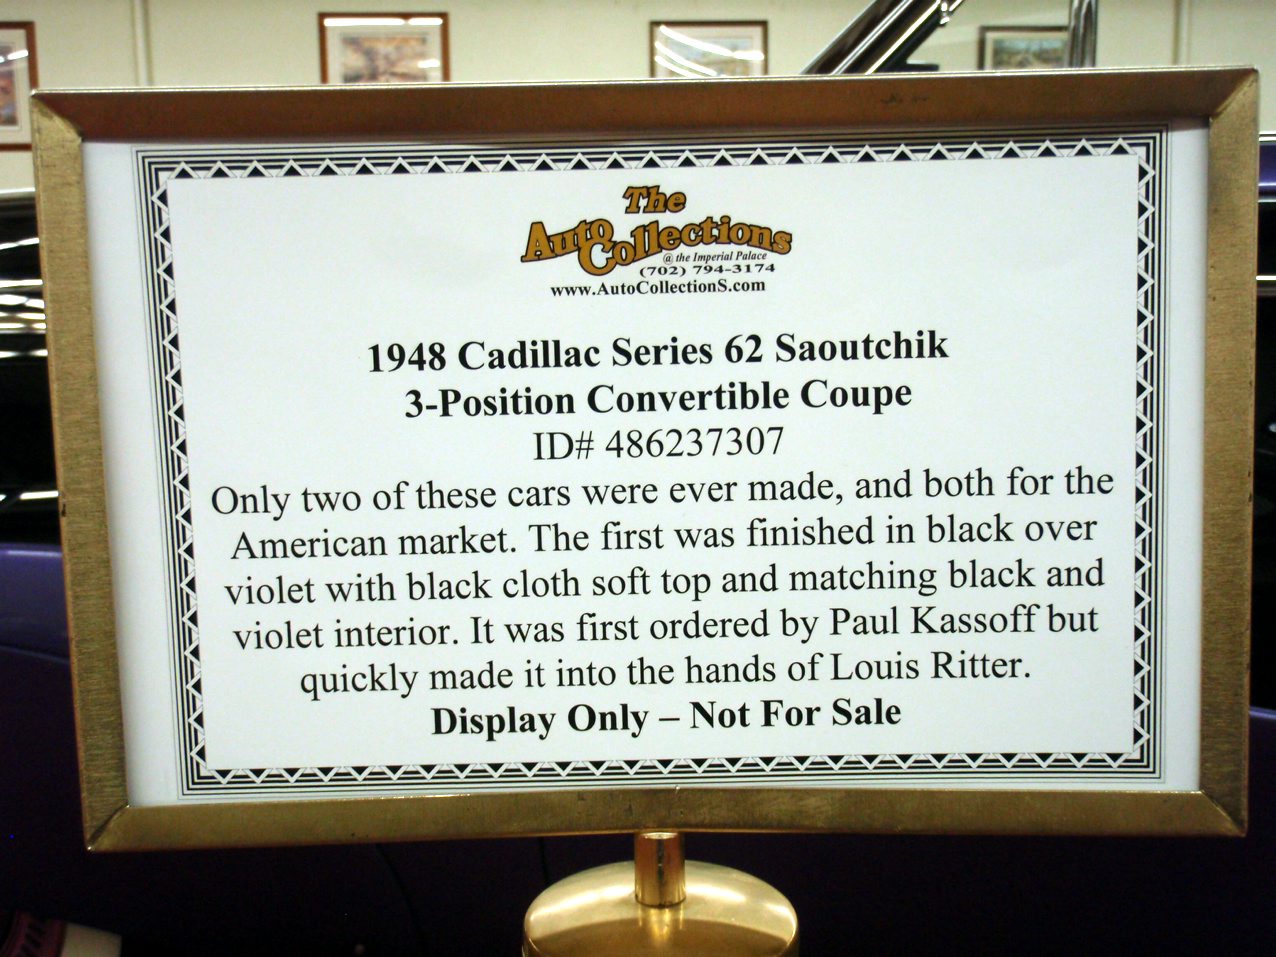 The
Auto Collections
@ the Imperial Palace
(702) 794-3174
www.AutoCollectionS.com
1948 Cadillac Series 62 Saoutchik
3-Position Convertible Coupe
ID# 486237307
Only two of these cars were ever made, and both for the
American market. The first was finished in black over
violet with black cloth soft top and matching black and
violet interior. It was first ordered by Paul Kassoff but
quickly made it into the hands of Louis Ritter.
Display Only – Not For Sale